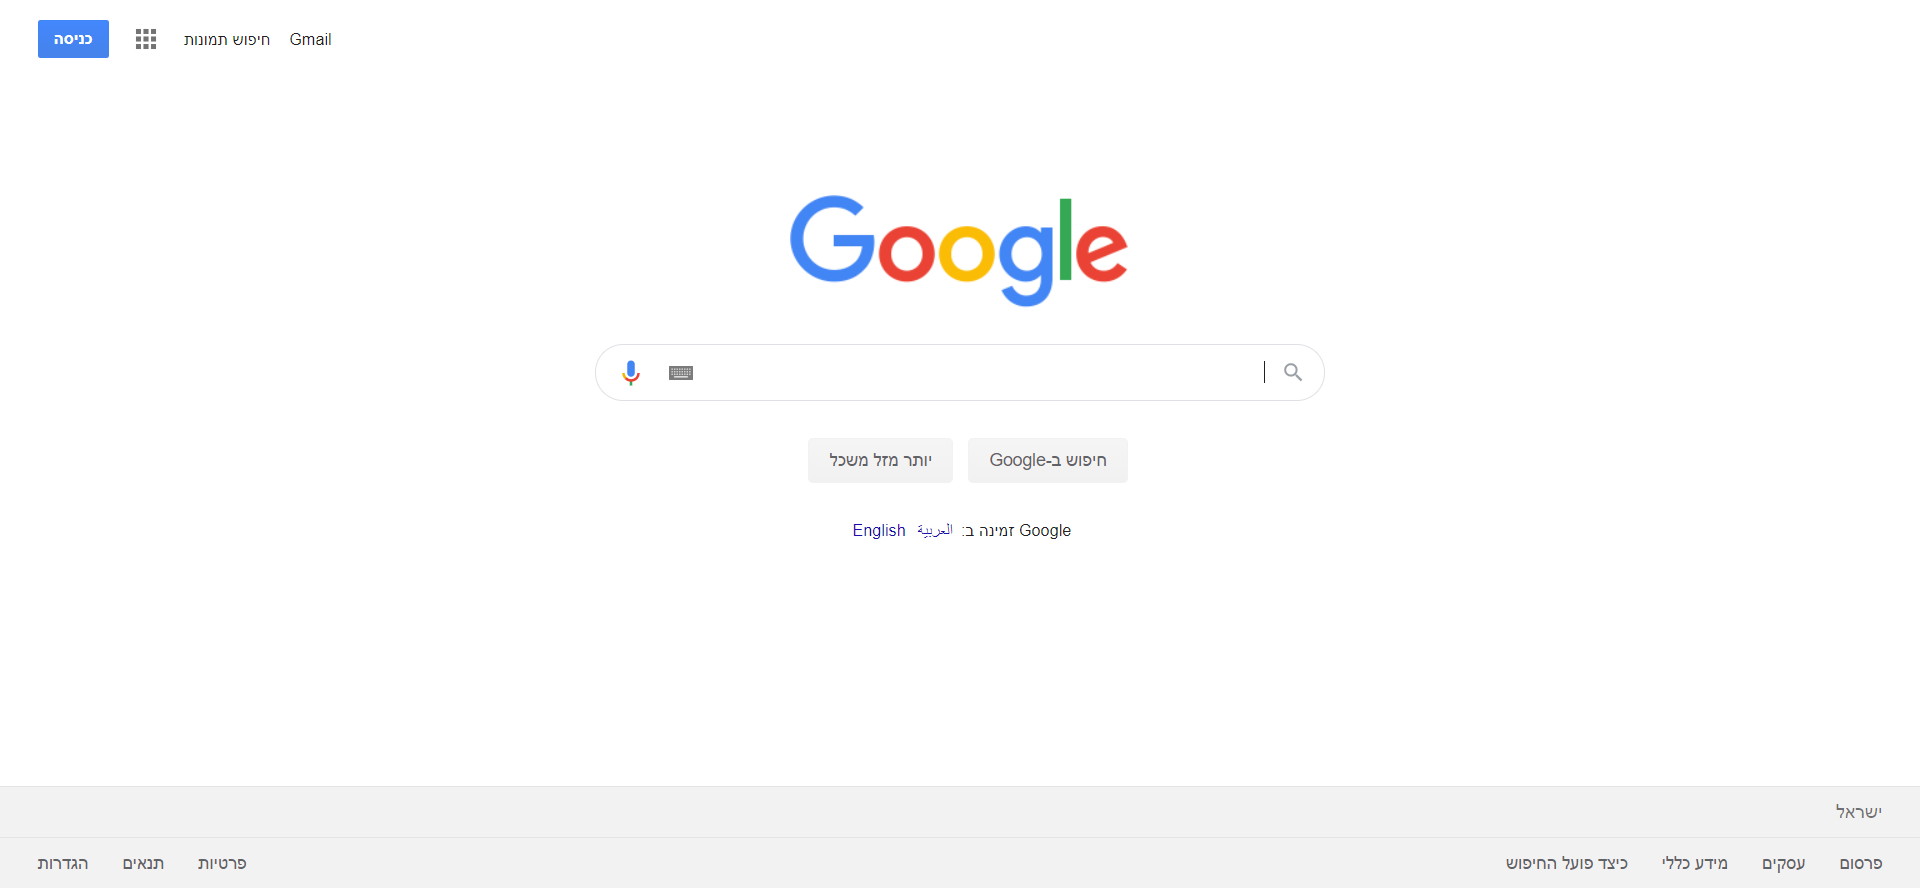 Gmail חיפוש תמונות כניסה
Google
חיפוש ב-Google יותר מזל משכל
Google זמינה ב: العربية English
ישראל
פרסום עסקים מידע כללי כיצד פועל החיפוש פרטיות תנאים הגדרות